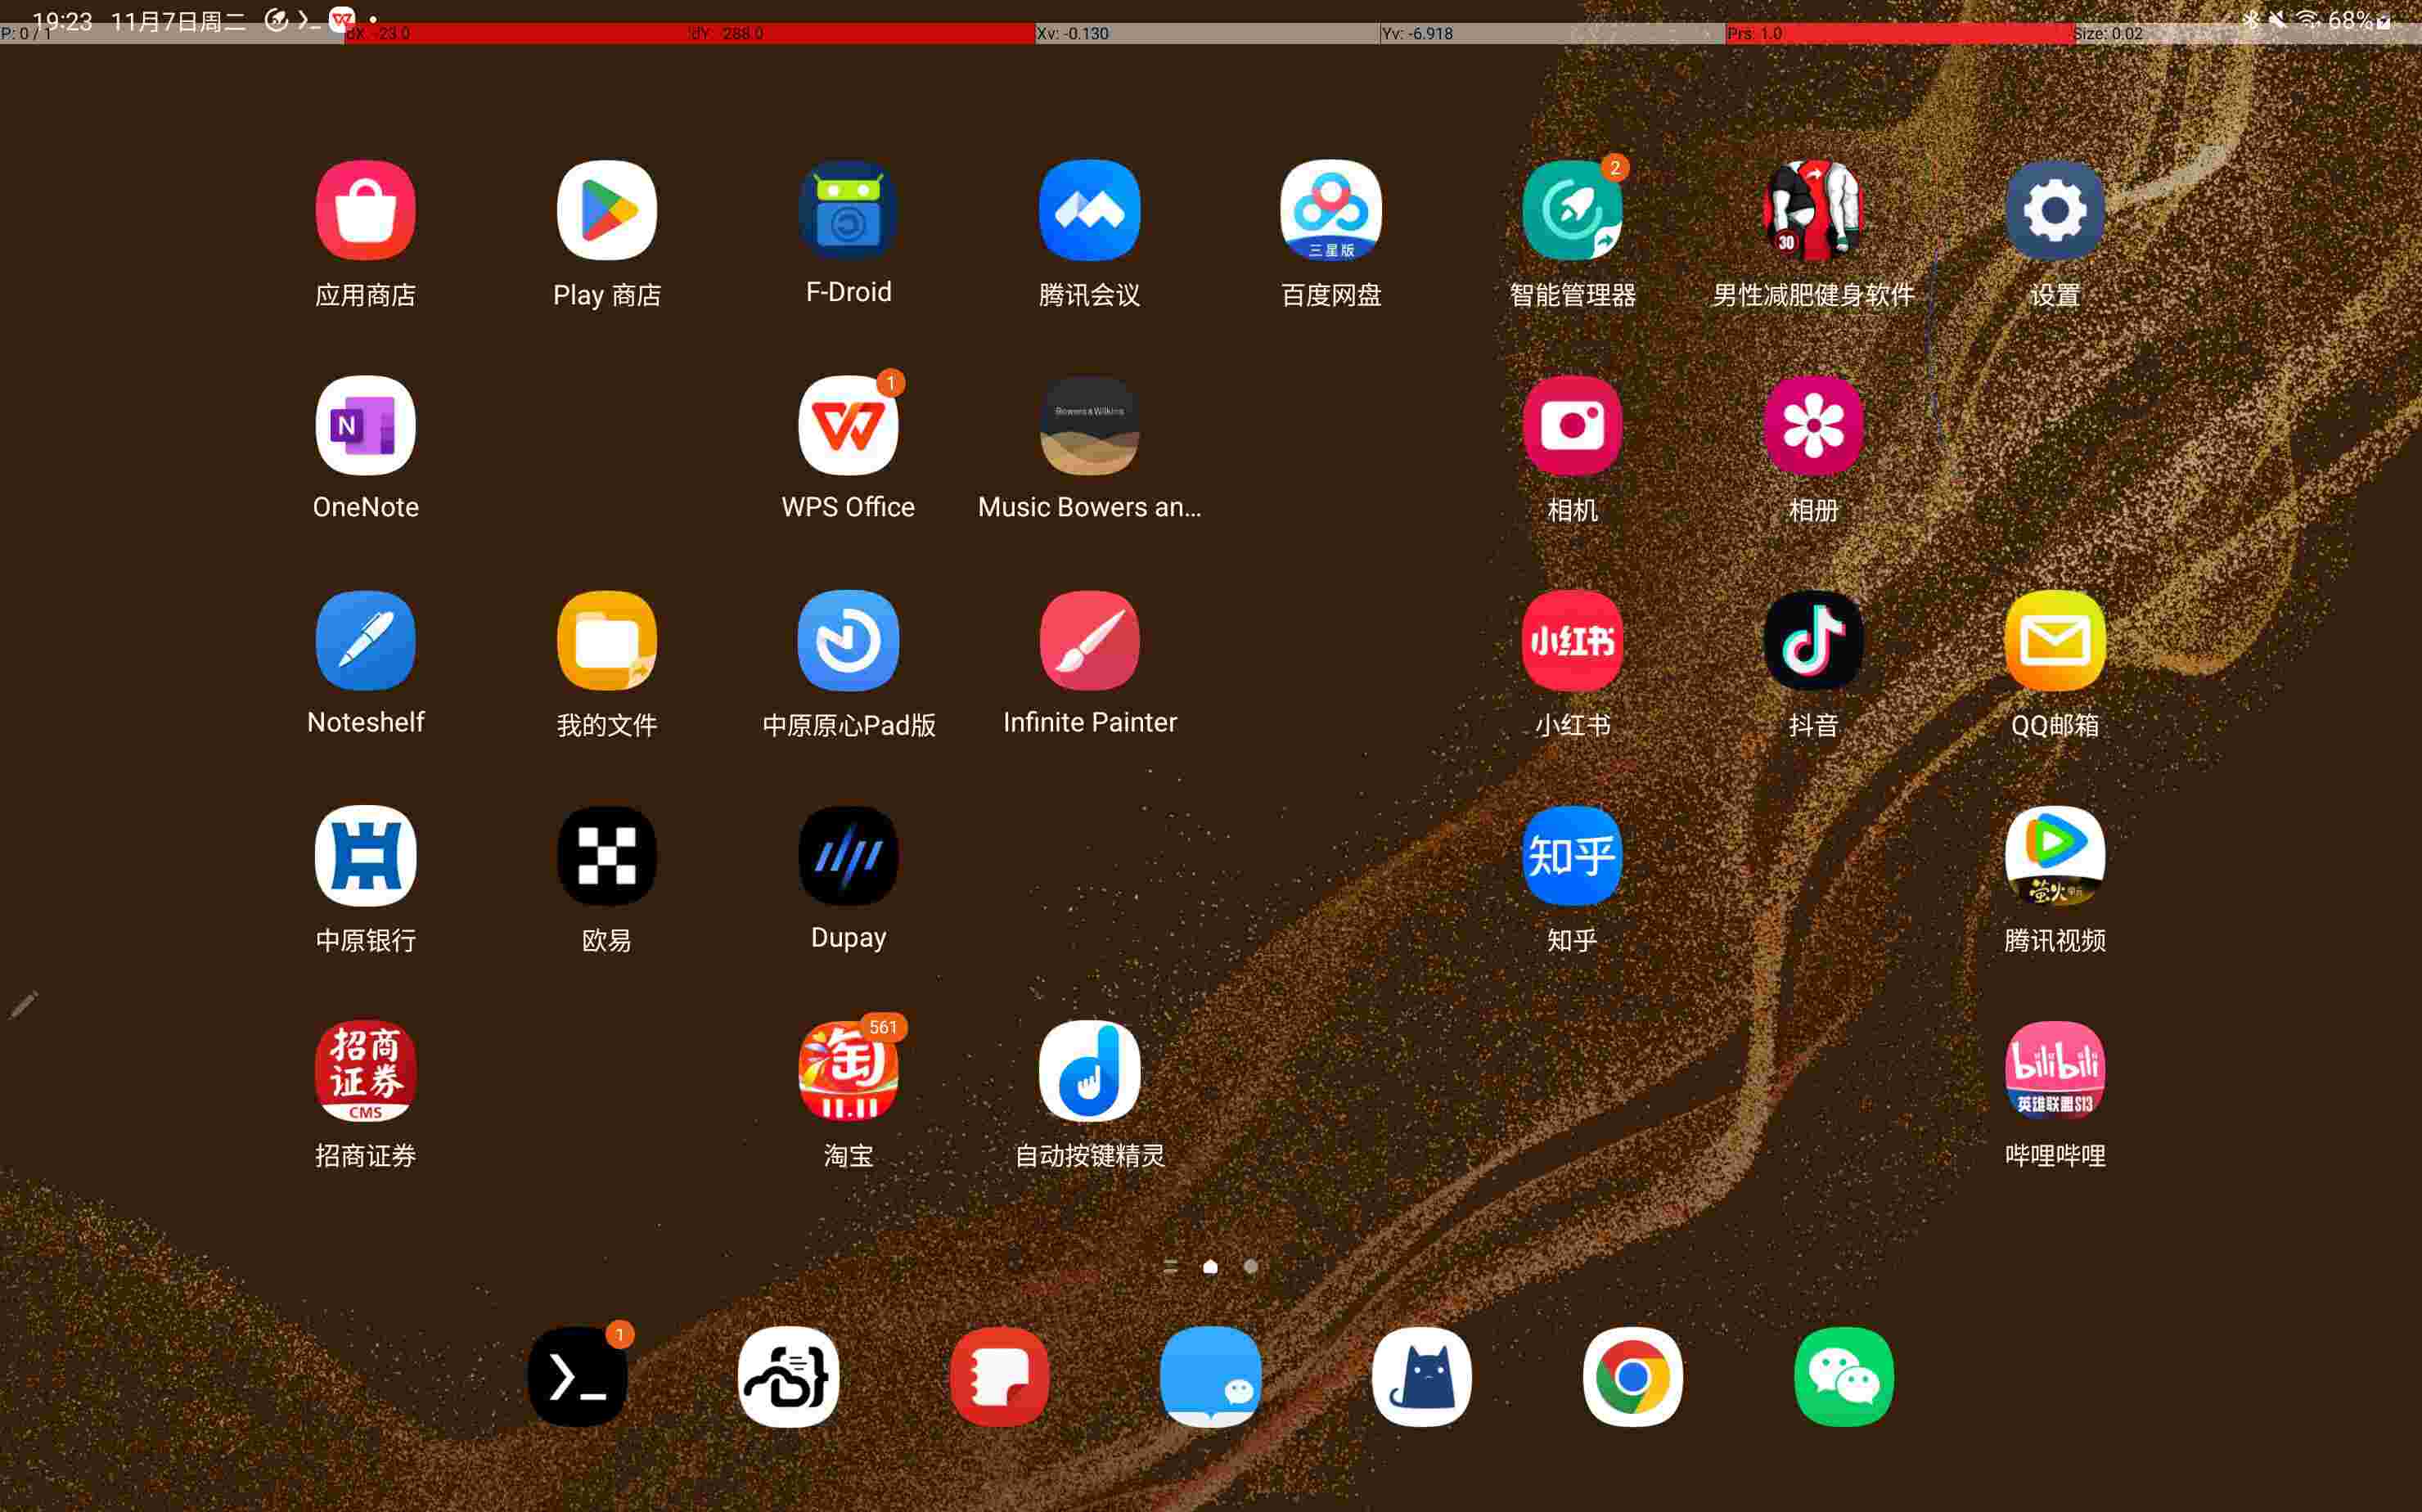 19:23 11月7日周二 68%
P: 0 / 1 dX: -23.0 dY: 288.0 Xv: -0.130 Yv: -6.918 Prs: 1.0 Size: 0.02
三星版 2 30
应用商店 Play 商店 F-Droid 腾讯会议 百度网盘 智能管理器 男性减肥健身软件 设置
N 1 Bowers & Wilkins
OneNote WPS Office Music Bowers an... 相机 相册
小红书
Noteshelf 我的文件 中原原心Pad版 Infinite Painter 小红书 抖音 QQ邮箱
知乎 萤火
中原银行 欧易 Dupay 知乎 腾讯视频
招商证券 CMS 淘 561 11.11 bilibili 英雄联盟S13
招商证券 淘宝 自动按键精灵 哔哩哔哩
>_ 1